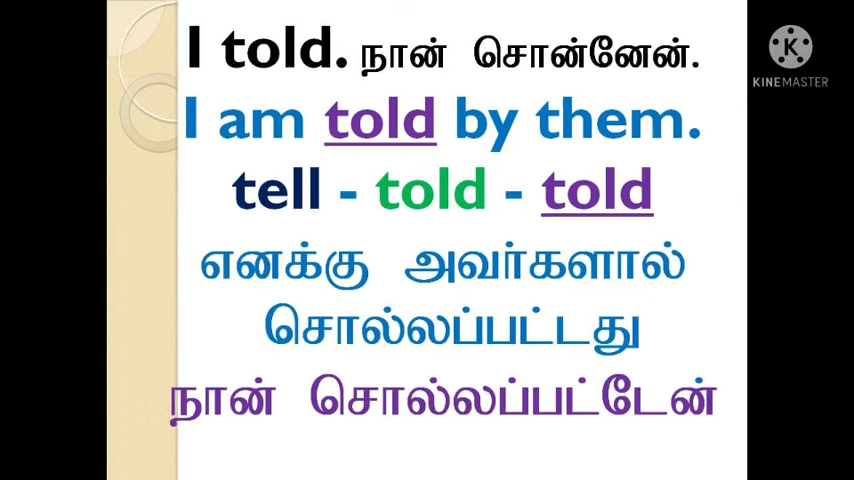 I told. நான் சொன்னேன்.
K
KINEMASTER
I am told by them.
tell - told - told
எனக்கு அவர்களால்
சொல்லப்பட்டது
நான் சொல்லப்பட்டேன்